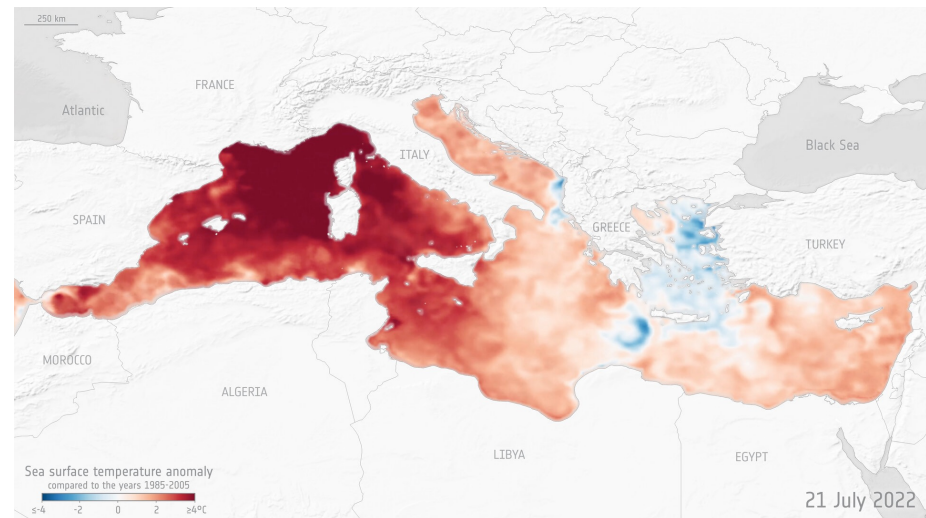 250 km
FRANCE
Atlantic
Black Sea
ITALY
SPAIN
GREECE
TURKEY
MOROCCO
ALGERIA
LIBYA
EGYPT
Sea surface temperature anomaly
compared to the years 1985-2005
≤-4 -2 0 2 ≥4°C
21 July 2022